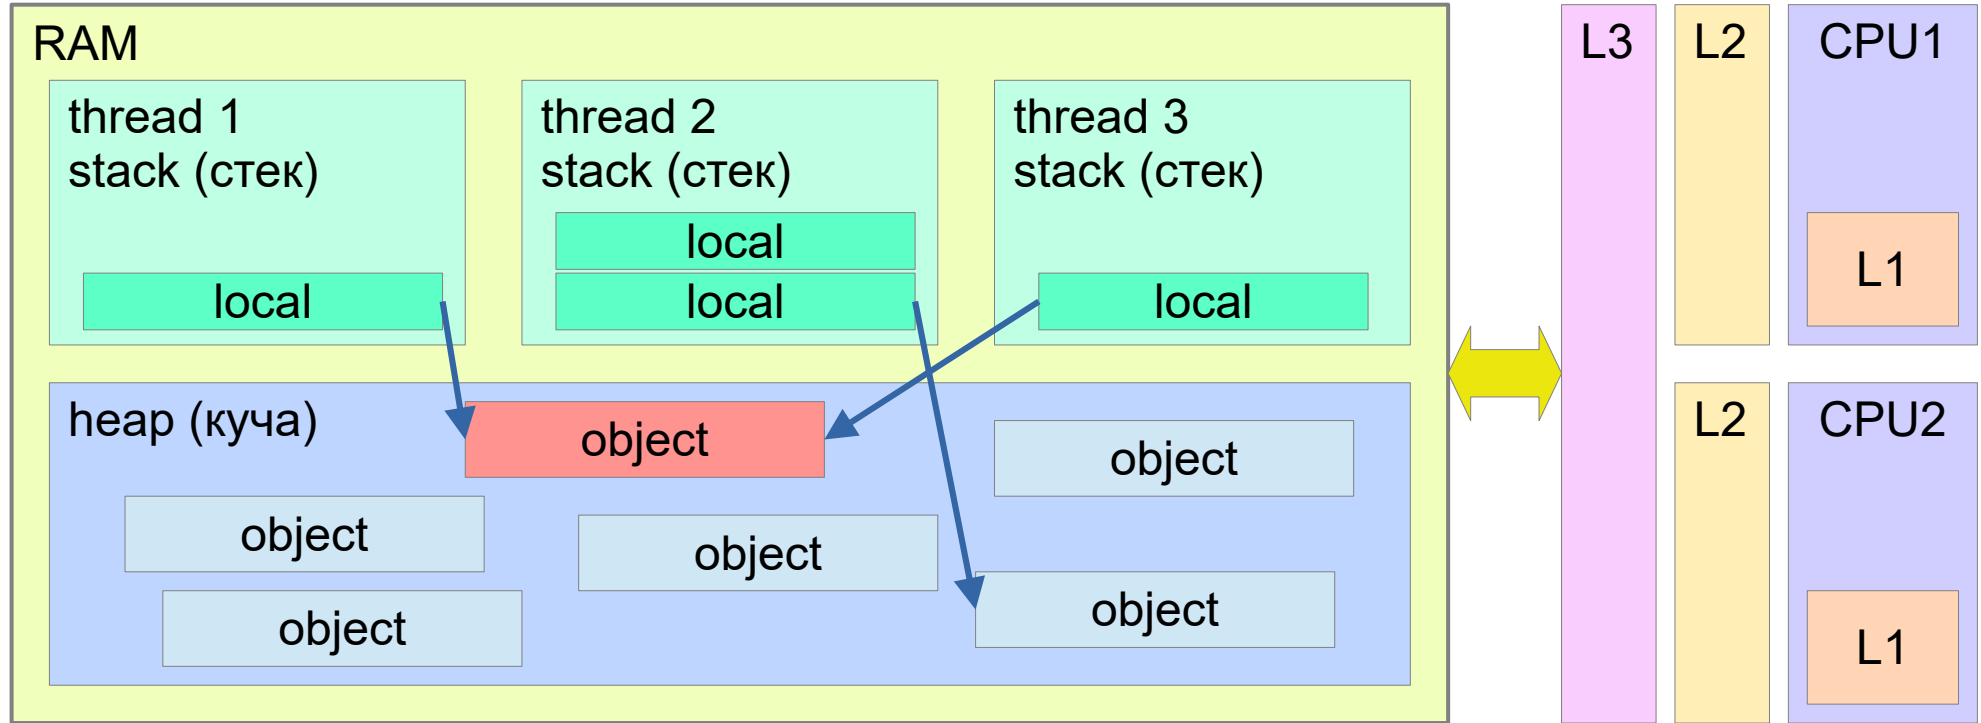 RAM
thread 1
stack (стек)
local
thread 2
stack (стек)
local
local
thread 3
stack (стек)
local
heap (куча)
object
object
object
object
object
object
L3
L2
CPU1
L1
L2
CPU2
L1